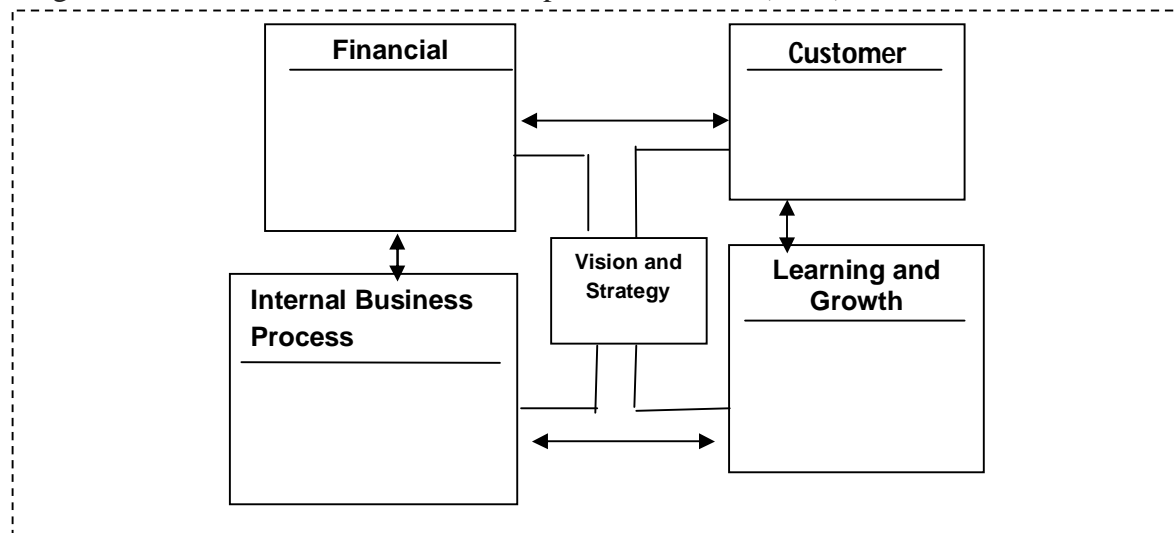 Financial
Customer
Vision and
Strategy
Internal Business
Process
Learning and
Growth